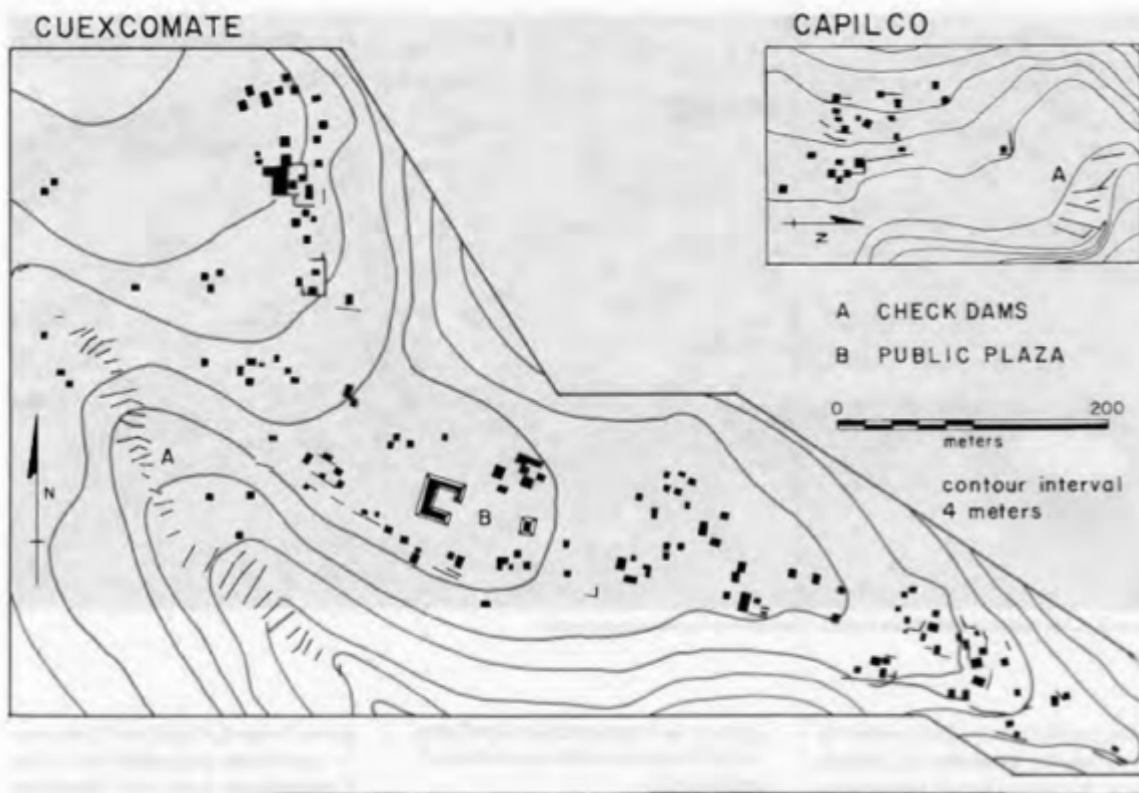 CUEXCOMATE
CAPILCO
A
N
A CHECK DAMS
B PUBLIC PLAZA
0 200
meters
contour interval
4 meters
A
N
B